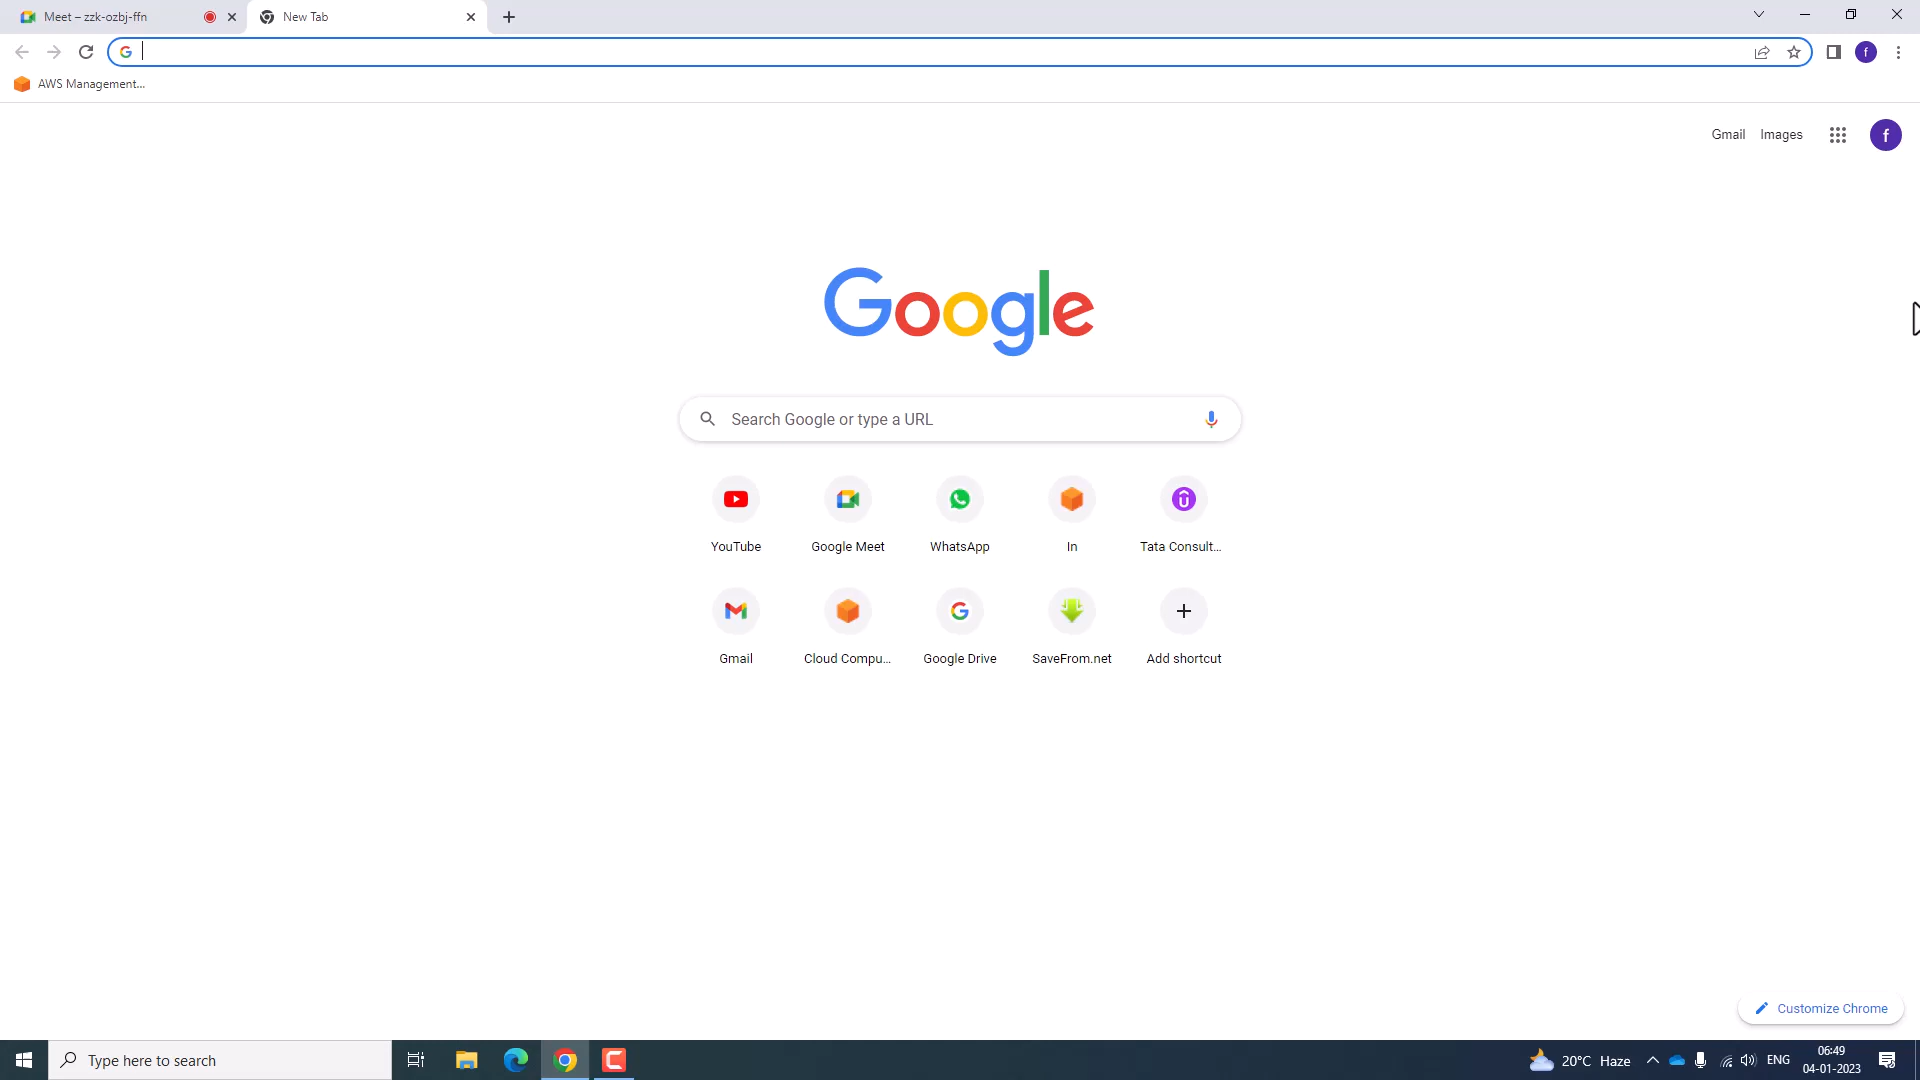 Meet – zzk-ozbj-ffn
New Tab
AWS Management...
Gmail
Images
f
f
Google
Search Google or type a URL
YouTube
Google Meet
WhatsApp
In
Tata Consult...
Gmail
Cloud Compu...
Google Drive
SaveFrom.net
Add shortcut
Customize Chrome
Type here to search
20°C Haze
ENG
06:49
04-01-2023